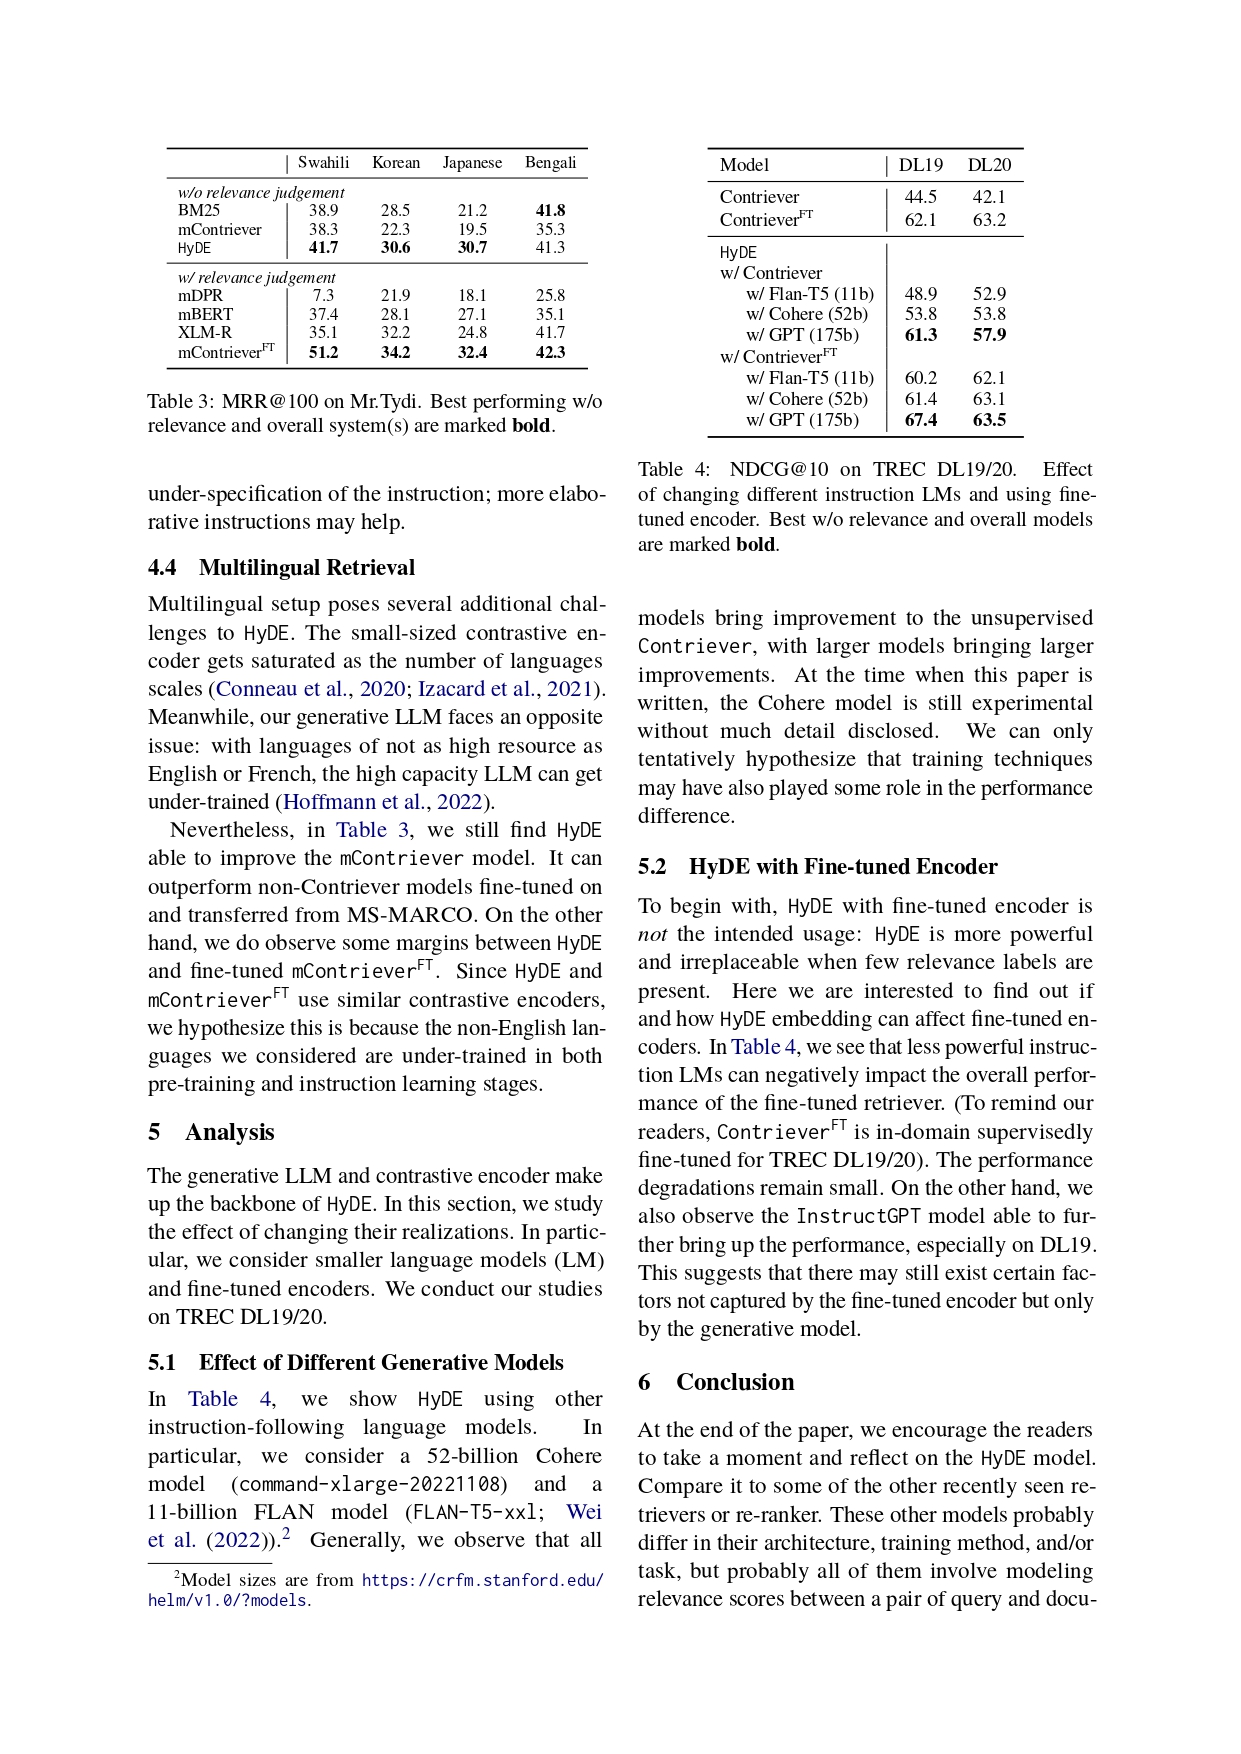 Swahili Korean Japanese Bengali
w/o relevance judgement
BM25 38.9 28.5 21.2 41.8
mContriever 38.3 22.3 19.5 35.3
HyDE 41.7 30.6 30.7 41.3
w/ relevance judgement
mDPR 7.3 21.9 18.1 25.8
mBERT 37.4 28.1 27.1 35.1
XLM-R 35.1 32.2 24.8 41.7
mContrieverFT 51.2 34.2 32.4 42.3
Table 3: MRR@100 on Mr.Tydi. Best performing w/o
relevance and overall system(s) are marked bold.
under-specification of the instruction; more elabo-
rative instructions may help.
4.4 Multilingual Retrieval
Multilingual setup poses several additional chal-
lenges to HyDE. The small-sized contrastive en-
coder gets saturated as the number of languages
scales (Conneau et al., 2020; Izacard et al., 2021).
Meanwhile, our generative LLM faces an opposite
issue: with languages of not as high resource as
English or French, the high capacity LLM can get
under-trained (Hoffmann et al., 2022).
Nevertheless, in Table 3, we still find HyDE
able to improve the mContriever model. It can
outperform non-Contriever models fine-tuned on
and transferred from MS-MARCO. On the other
hand, we do observe some margins between HyDE
and fine-tuned mContrieverFT. Since HyDE and
mContrieverFT use similar contrastive encoders,
we hypothesize this is because the non-English lan-
guages we considered are under-trained in both
pre-training and instruction learning stages.
5 Analysis
The generative LLM and contrastive encoder make
up the backbone of HyDE. In this section, we study
the effect of changing their realizations. In partic-
ular, we consider smaller language models (LM)
and fine-tuned encoders. We conduct our studies
on TREC DL19/20.
5.1 Effect of Different Generative Models
In Table 4, we show HyDE using other
instruction-following language models. In
particular, we consider a 52-billion Cohere
model (command-xlarge-20221108) and a
11-billion FLAN model (FLAN-T5-xxl; Wei
et al. (2022)).2 Generally, we observe that all
2Model sizes are from https://crfm.stanford.edu/
helm/v1.0/?models.
Model DL19 DL20
Contriever 44.5 42.1
ContrieverFT 62.1 63.2
HyDE
w/ Contriever
w/ Flan-T5 (11b) 48.9 52.9
w/ Cohere (52b) 53.8 53.8
w/ GPT (175b) 61.3 57.9
w/ ContrieverFT
w/ Flan-T5 (11b) 60.2 62.1
w/ Cohere (52b) 61.4 63.1
w/ GPT (175b) 67.4 63.5
Table 4: NDCG@10 on TREC DL19/20. Effect
of changing different instruction LMs and using fine-
tuned encoder. Best w/o relevance and overall models
are marked bold.
models bring improvement to the unsupervised
Contriever, with larger models bringing larger
improvements. At the time when this paper is
written, the Cohere model is still experimental
without much detail disclosed. We can only
tentatively hypothesize that training techniques
may have also played some role in the performance
difference.
5.2 HyDE with Fine-tuned Encoder
To begin with, HyDE with fine-tuned encoder is
not the intended usage: HyDE is more powerful
and irreplaceable when few relevance labels are
present. Here we are interested to find out if
and how HyDE embedding can affect fine-tuned en-
coders. In Table 4, we see that less powerful instruc-
tion LMs can negatively impact the overall perfor-
mance of the fine-tuned retriever. (To remind our
readers, ContrieverFT is in-domain supervisedly
fine-tuned for TREC DL19/20). The performance
degradations remain small. On the other hand, we
also observe the InstructGPT model able to fur-
ther bring up the performance, especially on DL19.
This suggests that there may still exist certain fac-
tors not captured by the fine-tuned encoder but only
by the generative model.
6 Conclusion
At the end of the paper, we encourage the readers
to take a moment and reflect on the HyDE model.
Compare it to some of the other recently seen re-
trievers or re-ranker. These other models probably
differ in their architecture, training method, and/or
task, but probably all of them involve modeling
relevance scores between a pair of query and docu-